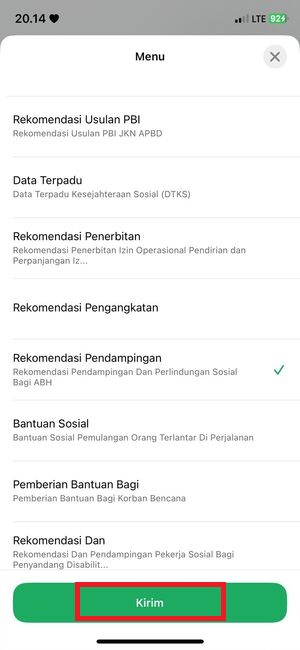 20.14
LTE 92
Menu
Rekomendasi Usulan PBI
Rekomendasi Usulan PBI JKN APBD
Data Terpadu
Data Terpadu Kesejahteraan Sosial (DTKS)
Rekomendasi Penerbitan
Rekomendasi Penerbitan Izin Operasional Pendirian dan
Perpanjangan Iz...
Rekomendasi Pengangkatan
Rekomendasi Pendampingan
Rekomendasi Pendampingan Dan Perlindungan Sosial
Bagi ABH
Bantuan Sosial
Bantuan Sosial Pemulangan Orang Terlantar Di Perjalanan
Pemberian Bantuan Bagi
Pemberian Bantuan Bagi Korban Bencana
Rekomendasi Dan
Rekomendasi Dan Pendampingan Pekerja Sosial Bagi
Penyandang Disabilit...
Kirim